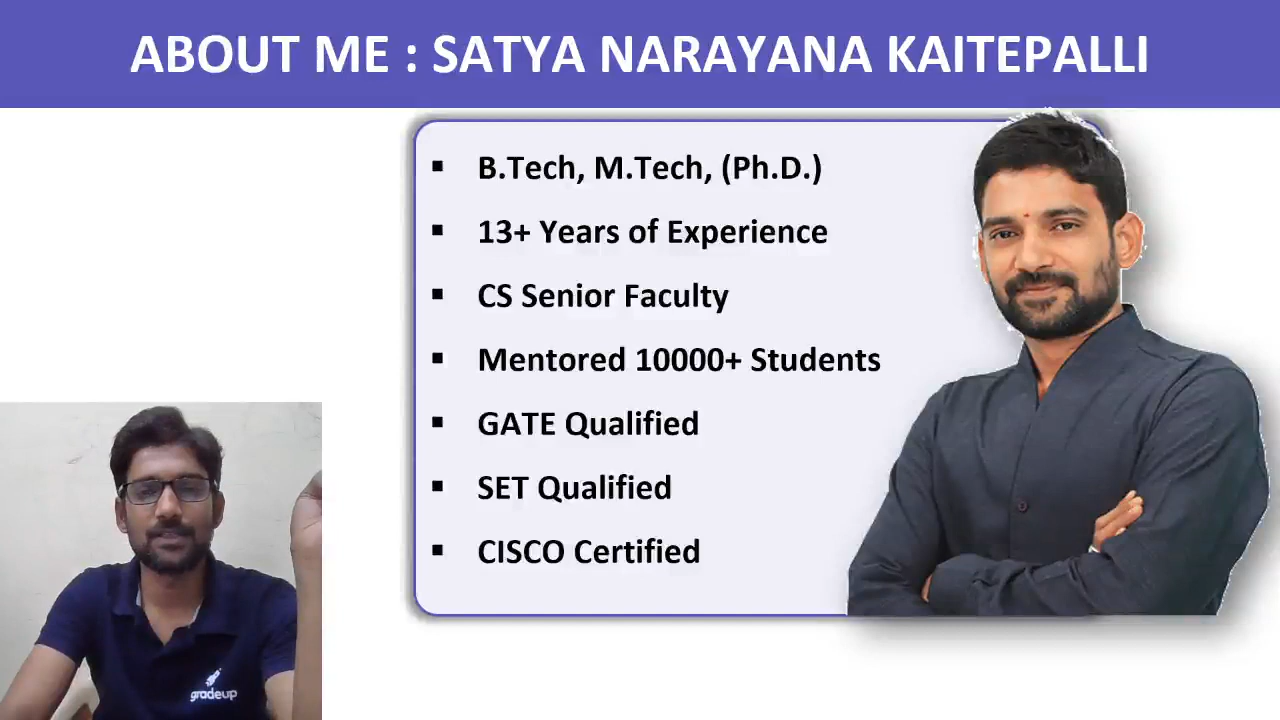 ABOUT ME : SATYA NARAYANA KAITEPALLI
B.Tech, M.Tech, (Ph.D.)
13+ Years of Experience
CS Senior Faculty
Mentored 10000+ Students
GATE Qualified
SET Qualified
CISCO Certified
gradeup